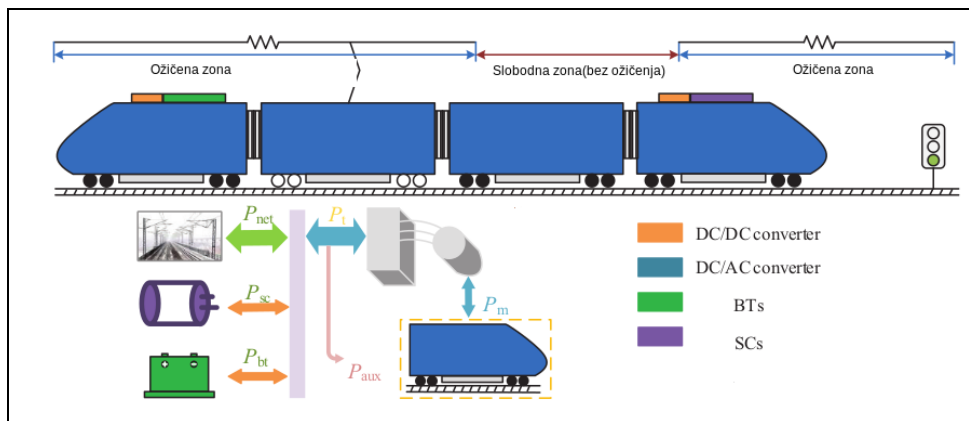 Ožičena zona
Slobodna zona(bez ožičenja)
Ožičena zona
Pnet
Pt
Psc
Pm
Pbt
Paux
DC/DC converter
DC/AC converter
BTs
SCs